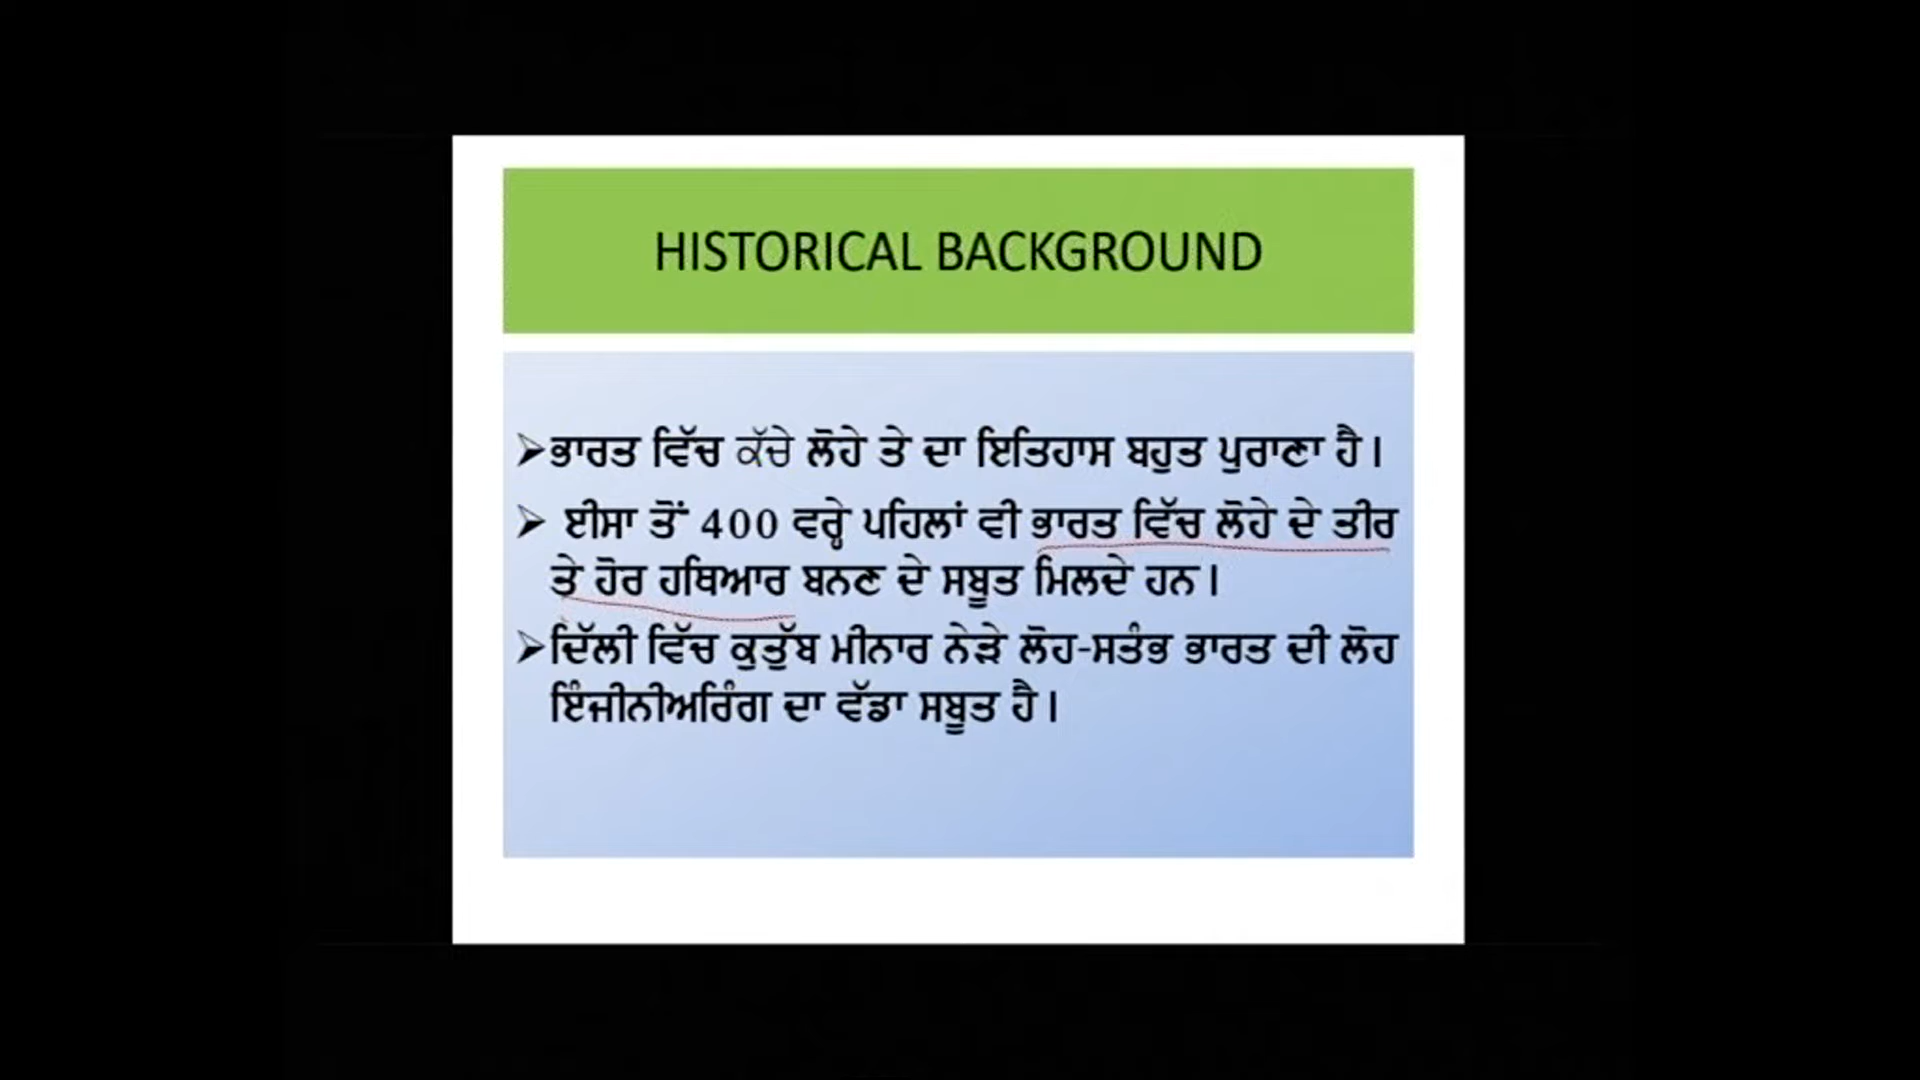 HISTORICAL BACKGROUND
➢ਭਾਰਤ ਵਿੱਚ ਕੱਚੇ ਲੋਹੇ ਤੇ ਦਾ ਇਤਿਹਾਸ ਬਹੁਤ ਪੁਰਾਣਾ ਹੈ।
➢ ਈਸਾ ਤੋਂ 400 ਵਰ੍ਹੇ ਪਹਿਲਾਂ ਵੀ ਭਾਰਤ ਵਿੱਚ ਲੋਹੇ ਦੇ ਤੀਰ
ਤੇ ਹੋਰ ਹਥਿਆਰ ਬਨਣ ਦੇ ਸਬੂਤ ਮਿਲਦੇ ਹਨ।
➢ਦਿੱਲੀ ਵਿੱਚ ਕੁਤੁੱਬ ਮੀਨਾਰ ਨੇੜੇ ਲੋਹ-ਸਤੰਭ ਭਾਰਤ ਦੀ ਲੋਹ
ਇੰਜੀਨੀਅਰਿੰਗ ਦਾ ਵੱਡਾ ਸਬੂਤ ਹੈ।